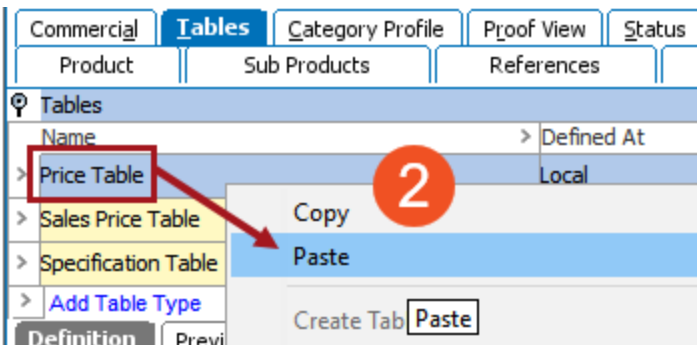 Commercial Tables Category Profile Proof View Status
Product Sub Products References
Tables
Name > Defined At
> Price Table Local
2
Copy
> Sales Price Table
Paste
> Specification Table
> Add Table Type
Create Tab Paste
Definition Previ